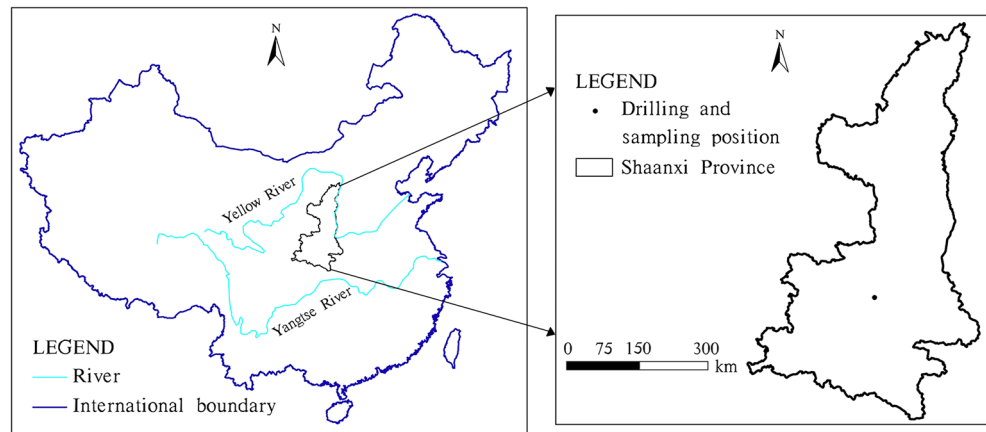 N
Yellow River
Yangtse River
LEGEND
River
International boundary
N
LEGEND
Drilling and
sampling position
Shaanxi Province
0 75 150 300
km